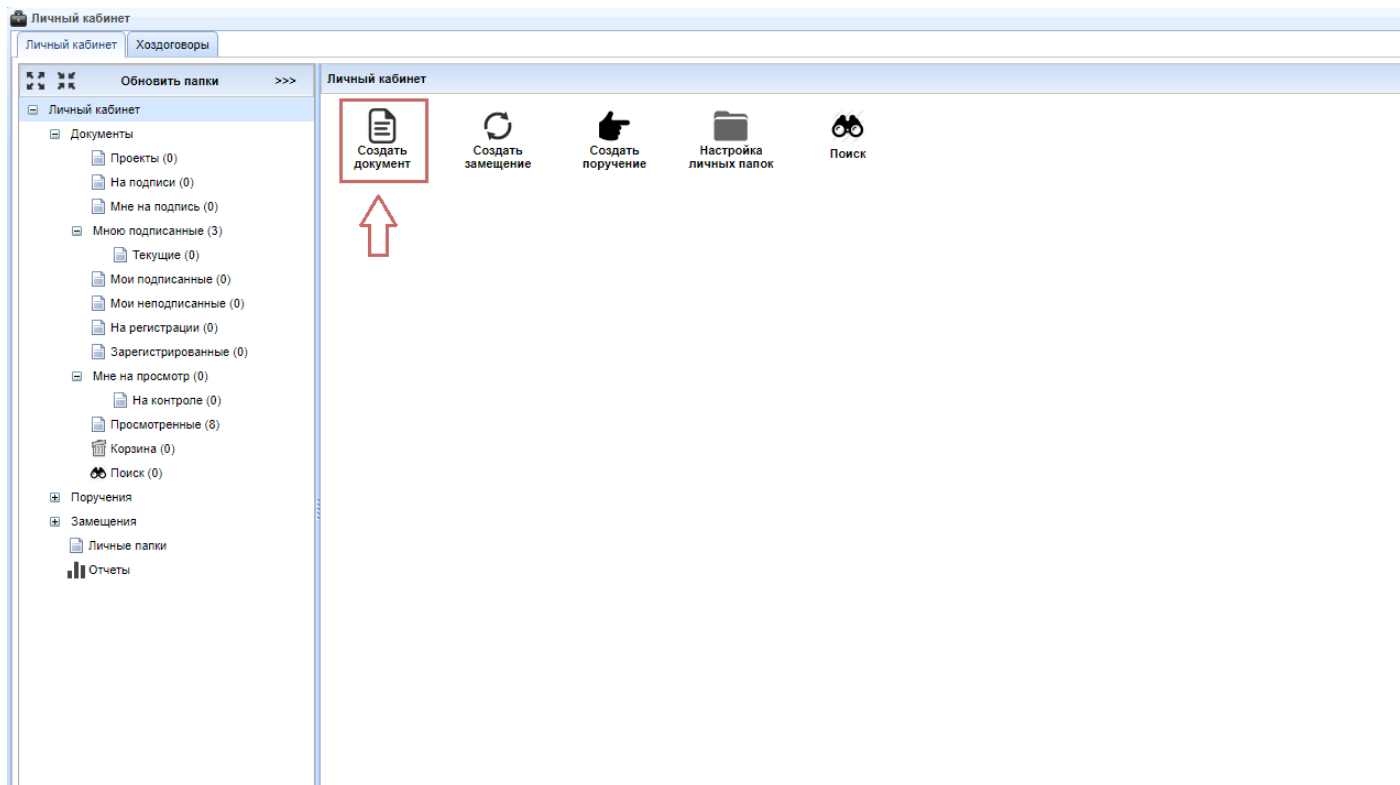 Личный кабинет
Личный кабинет Хоздоговоры
Обновить папки >>>
Личный кабинет
Документы
Проекты (0)
На подписи (0)
Мне на подпись (0)
Мною подписанные (3)
Текущие (0)
Мои подписанные (0)
Мои неподписанные (0)
На регистрации (0)
Зарегистрированные (0)
Мне на просмотр (0)
На контроле (0)
Просмотренные (8)
Корзина (0)
Поиск (0)
Поручения
Замещения
Личные папки
Отчеты
Личный кабинет
Создать
документ
Создать
замещение
Создать
поручение
Настройка
личных папок
Поиск